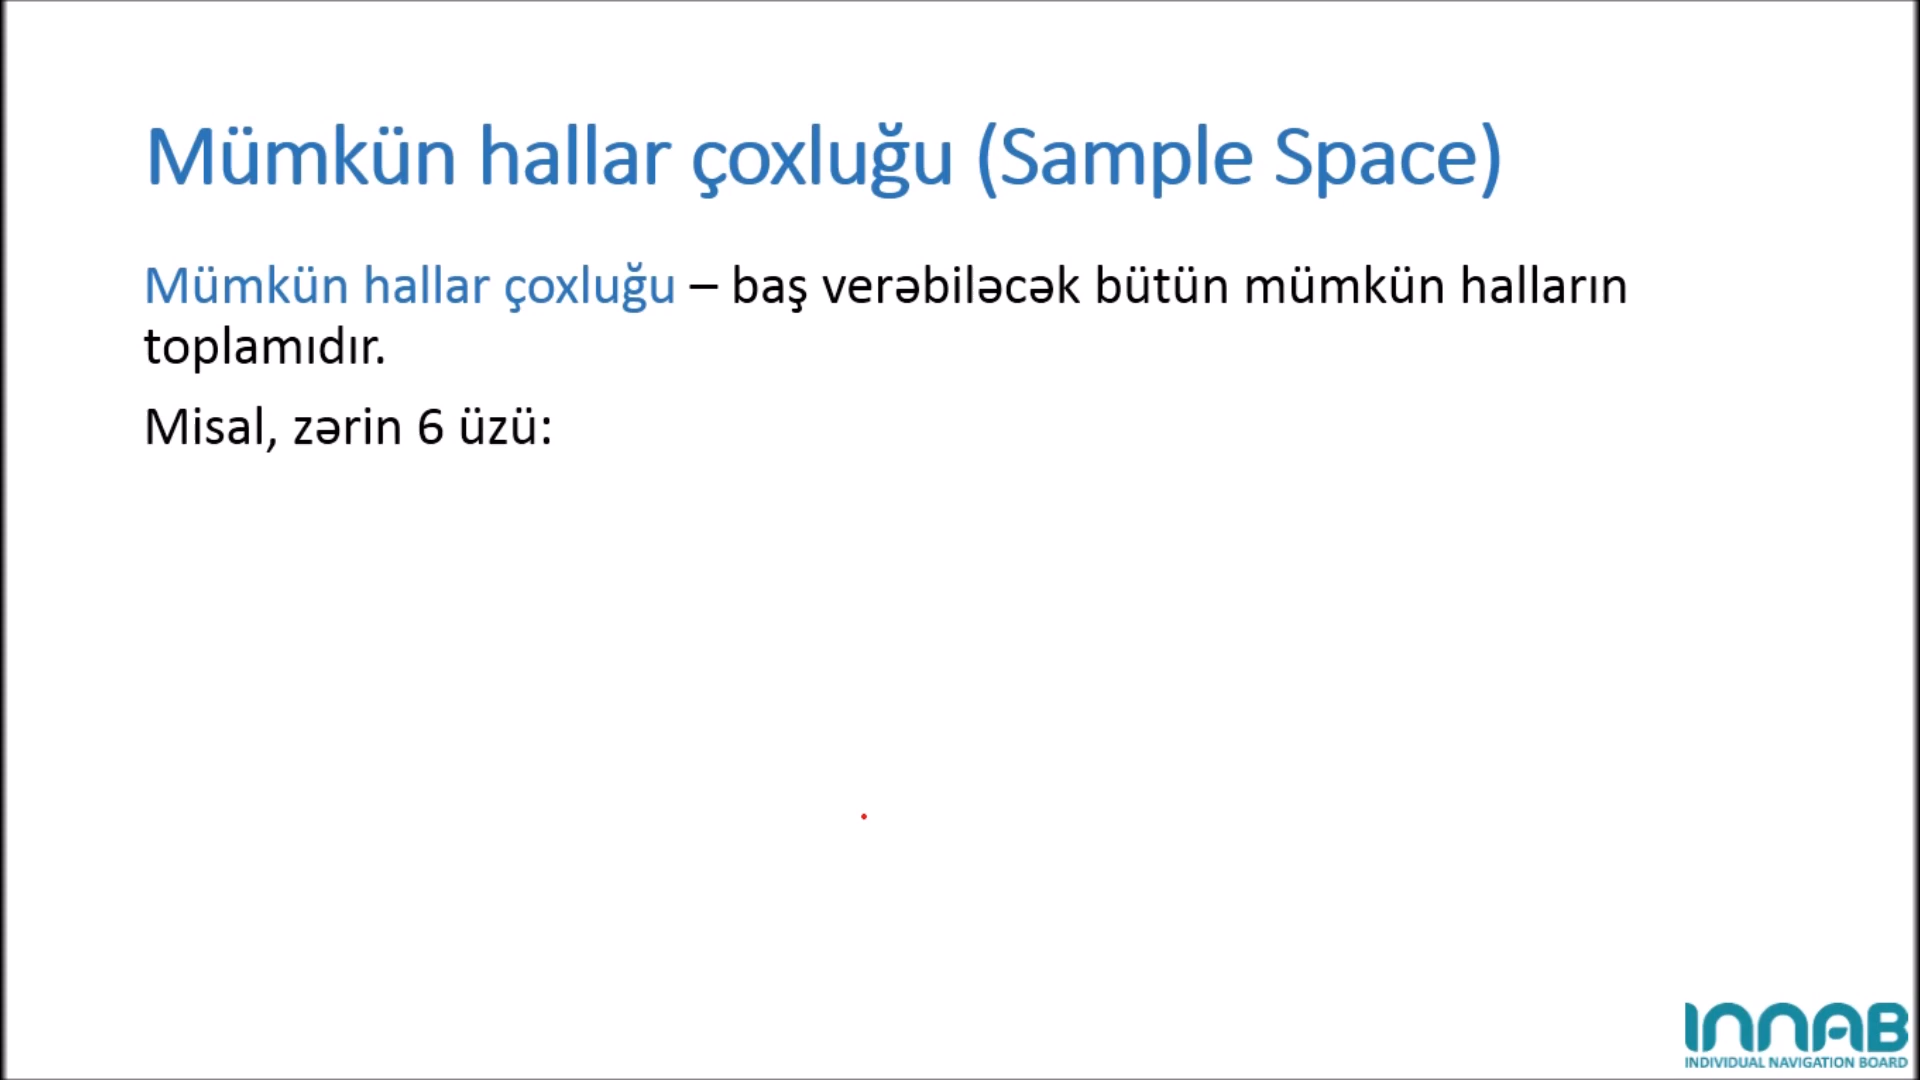 Mümkün hallar çoxluğu (Sample Space)
Mümkün hallar çoxluğu – baş verəbiləcək bütün mümkün halların
toplamıdır.
Misal, zərin 6 üzü:
INNAB
INDIVIDUAL NAVIGATION BOARD